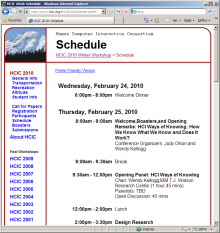 HCIC 2010: Schedule - Windows Internet Explorer
Human Computer Interaction Consortium
Schedule
HCIC 2010 Winter Workshop > Schedule
HCIC 2010
General Info
Transportation
Recreation
Altitude
Student Info
Call for Papers
Registration
Participants
Schedule
Boosters
Submissions
About HCIC
Past Workshops:
HCIC 2009
HCIC 2008
HCIC 2007
HCIC 2006
HCIC 2005
HCIC 2004
HCIC 2003
HCIC 2002
HCIC 2001
Printer Friendly Version
Wednesday, February 24, 2010
6:00pm - 8:00pm Welcome Dinner
Thursday, February 25, 2010
8:00am - 9:00am Welcome, Boasters, and Opening
Remarks: HCI Ways of Knowing: How
We Know What We Know and Does It
Work?
Conference Organizers: Judy Olson and
Wendy Kellogg
9:00am - 9:30am Break
9:30am - 12:00pm Opening Panel: HCI Ways of Knowing
Chair: Wendy Kellogg, IBM T.J. Watson
Research Center (1 hour, 45 mins)
Panelists: TBD
Open Discussion: 45 mins
12:00pm - 2:00pm Lunch
2:00pm - 3:30pm Design Research